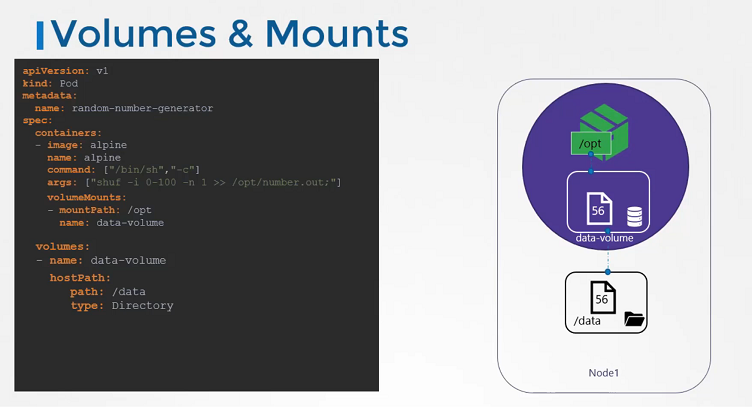 Volumes & Mounts
apiVersion: v1
kind: Pod
metadata:
name: random-number-generator
spec:
containers:
- image: alpine
name: alpine
command: ["/bin/sh","-c"]
args: ["shuf -i 0-100 -n 1 >> /opt/number.out;"]
volumeMounts:
- mountPath: /opt
name: data-volume
volumes:
- name: data-volume
hostPath:
path: /data
type: Directory
/opt
56
data-volume
56
/data
Node1